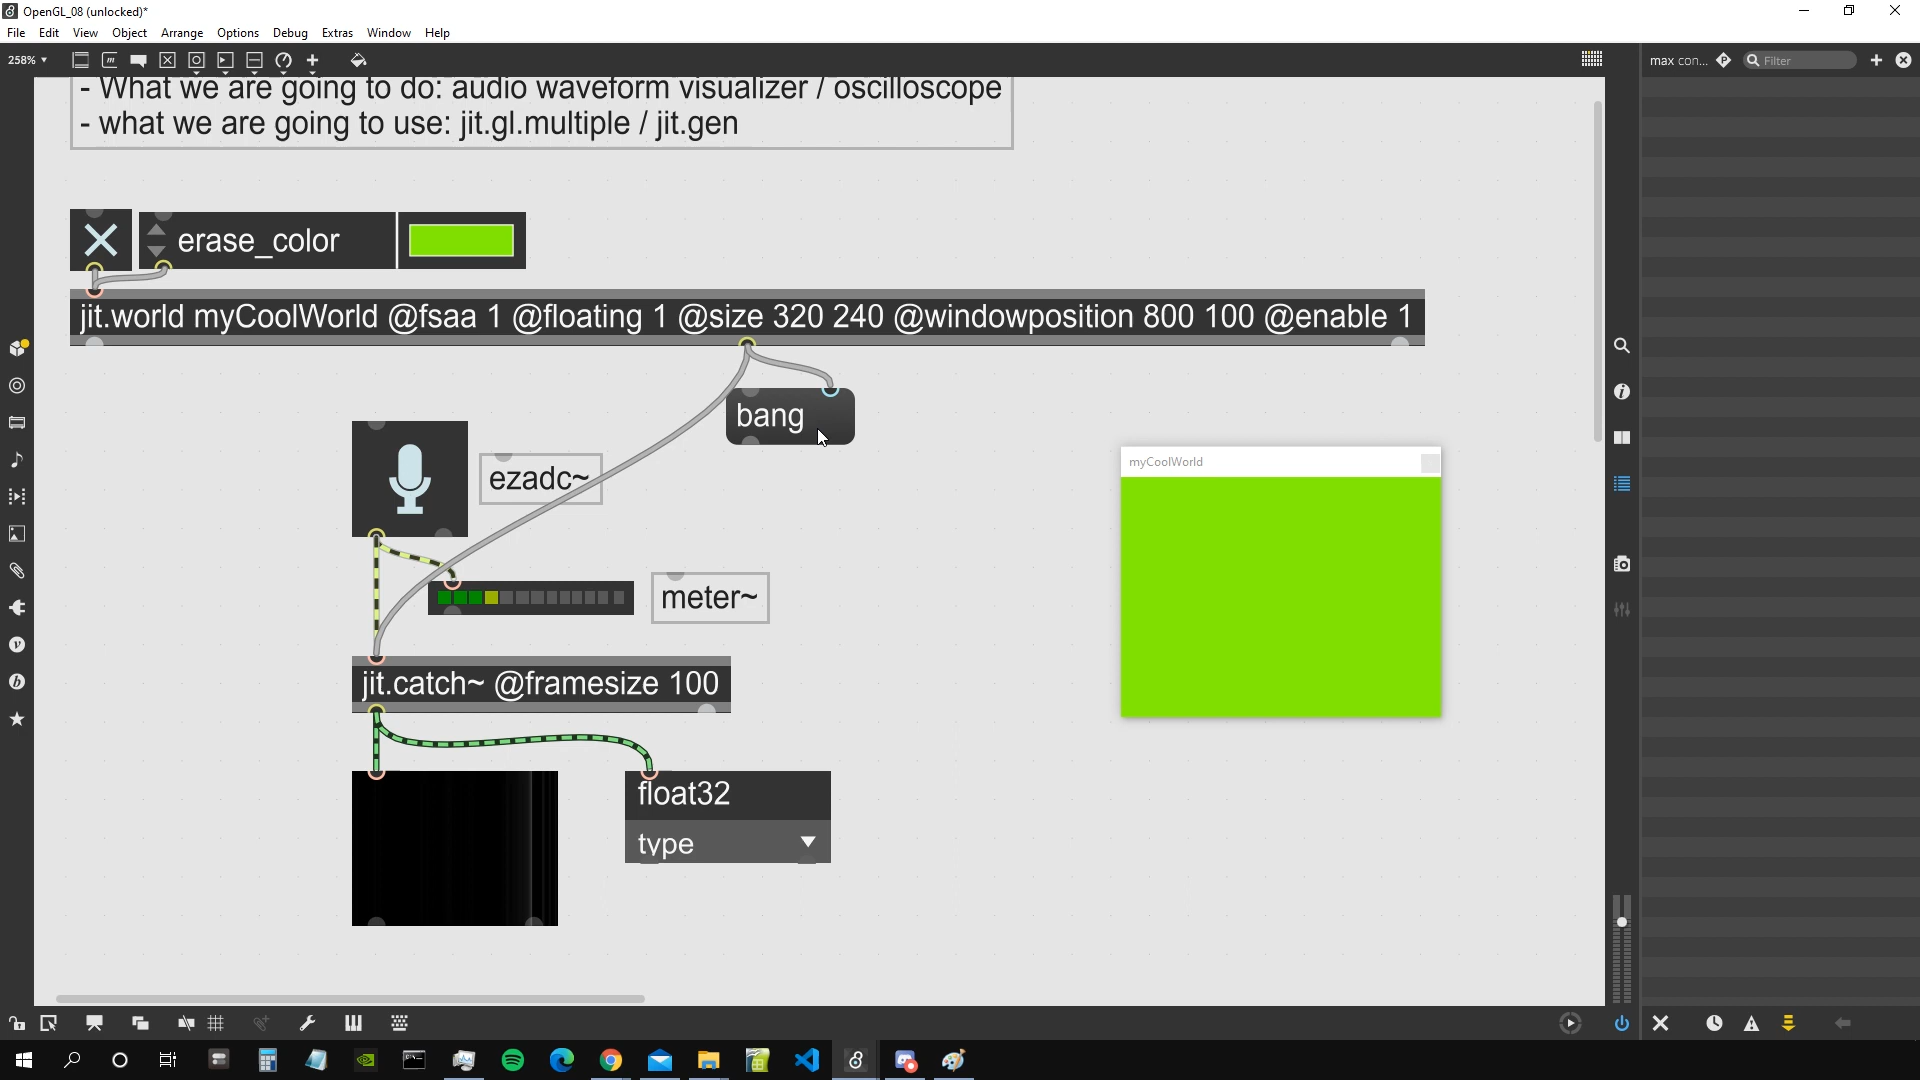 OpenGL_08 (unlocked)*
File Edit View Object Arrange Options Debug Extras Window Help
258%
max con... Filter
- What we are going to do: audio waveform visualizer / oscilloscope
- what we are going to use: jit.gl.multiple / jit.gen
erase_color
jit.world myCoolWorld @fsaa 1 @floating 1 @size 320 240 @windowposition 800 100 @enable 1
bang
ezadc~
myCoolWorld
meter~
jit.catch~ @framesize 100
float32
type